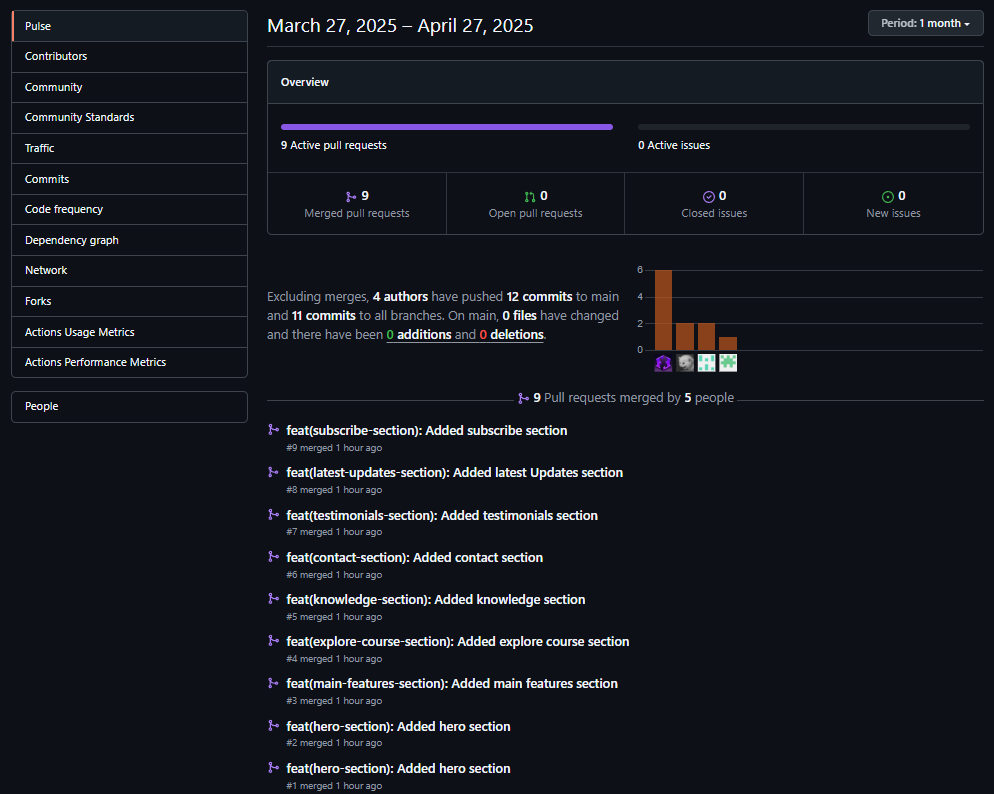 Pulse
Contributors
Community
Community Standards
Traffic
Commits
Code frequency
Dependency graph
Network
Forks
Actions Usage Metrics
Actions Performance Metrics
People
March 27, 2025 – April 27, 2025
Period: 1 month
Overview
9 Active pull requests
0 Active issues
9
Merged pull requests
0
Open pull requests
0
Closed issues
0
New issues
Excluding merges, 4 authors have pushed 12 commits to main
and 11 commits to all branches. On main, 0 files have changed
and there have been 0 additions and 0 deletions.
6
4
2
0
9 Pull requests merged by 5 people
feat(subscribe-section): Added subscribe section
#9 merged 1 hour ago
feat(latest-updates-section): Added latest Updates section
#8 merged 1 hour ago
feat(testimonials-section): Added testimonials section
#7 merged 1 hour ago
feat(contact-section): Added contact section
#6 merged 1 hour ago
feat(knowledge-section): Added knowledge section
#5 merged 1 hour ago
feat(explore-course-section): Added explore course section
#4 merged 1 hour ago
feat(main-features-section): Added main features section
#3 merged 1 hour ago
feat(hero-section): Added hero section
#2 merged 1 hour ago
feat(hero-section): Added hero section
#1 merged 1 hour ago